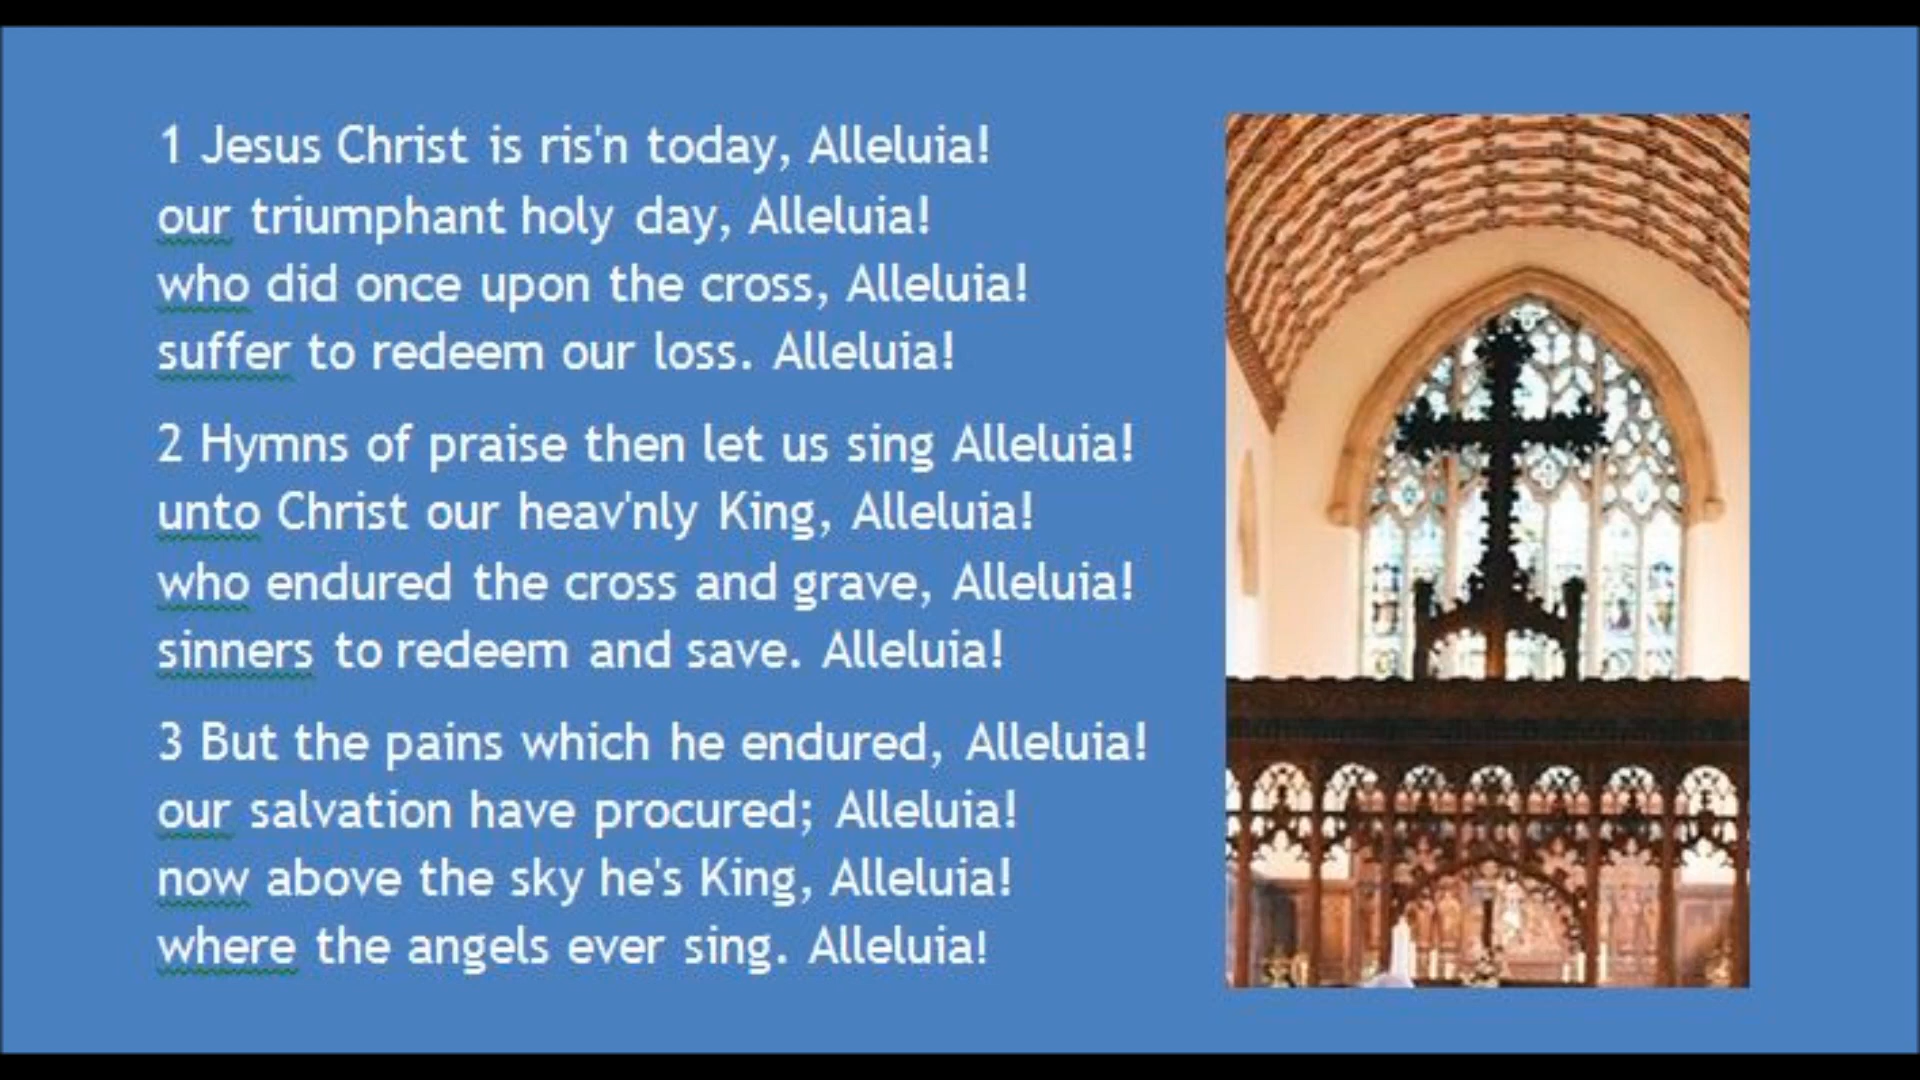 1 Jesus Christ is ris'n today, Alleluia!
our triumphant holy day, Alleluia!
who did once upon the cross, Alleluia!
suffer to redeem our loss. Alleluia!
2 Hymns of praise then let us sing Alleluia!
unto Christ our heav'nly King, Alleluia!
who endured the cross and grave, Alleluia!
sinners to redeem and save. Alleluia!
3 But the pains which he endured, Alleluia!
our salvation have procured; Alleluia!
now above the sky he's King, Alleluia!
where the angels ever sing. Alleluia!